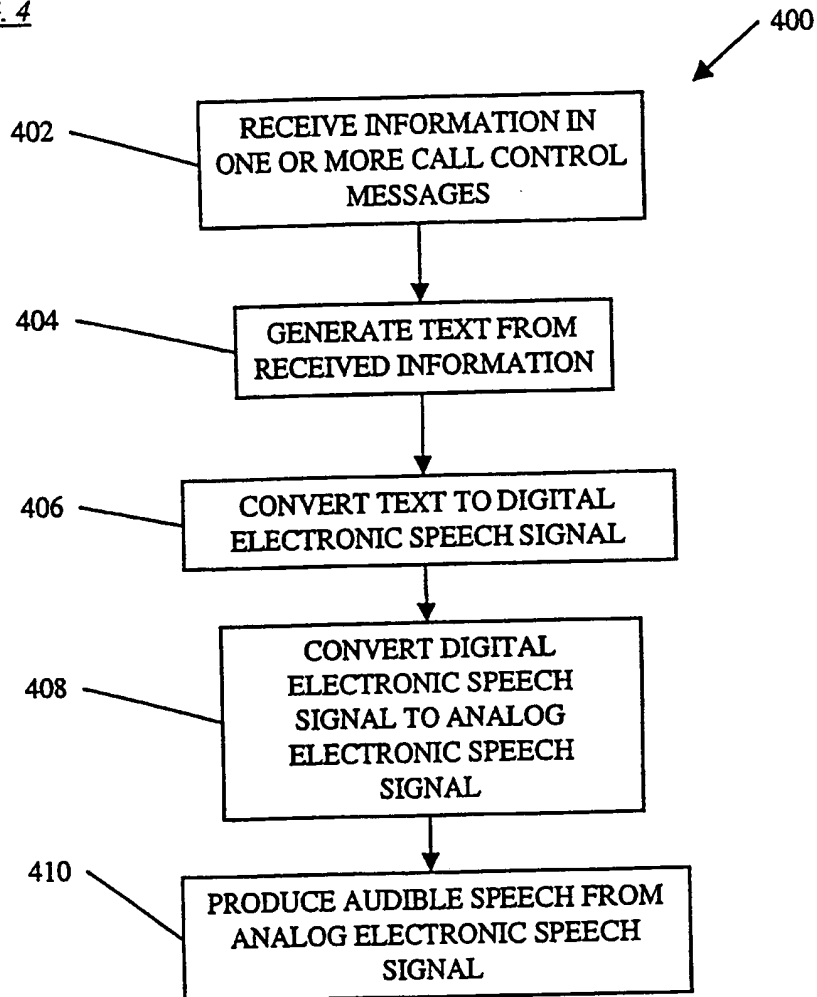 . 4
400
402
RECEIVE INFORMATION IN
ONE OR MORE CALL CONTROL
MESSAGES
404
GENERATE TEXT FROM
RECEIVED INFORMATION
406
CONVERT TEXT TO DIGITAL
ELECTRONIC SPEECH SIGNAL
408
CONVERT DIGITAL
ELECTRONIC SPEECH
SIGNAL TO ANALOG
ELECTRONIC SPEECH
SIGNAL
410
PRODUCE AUDIBLE SPEECH FROM
ANALOG ELECTRONIC SPEECH
SIGNAL